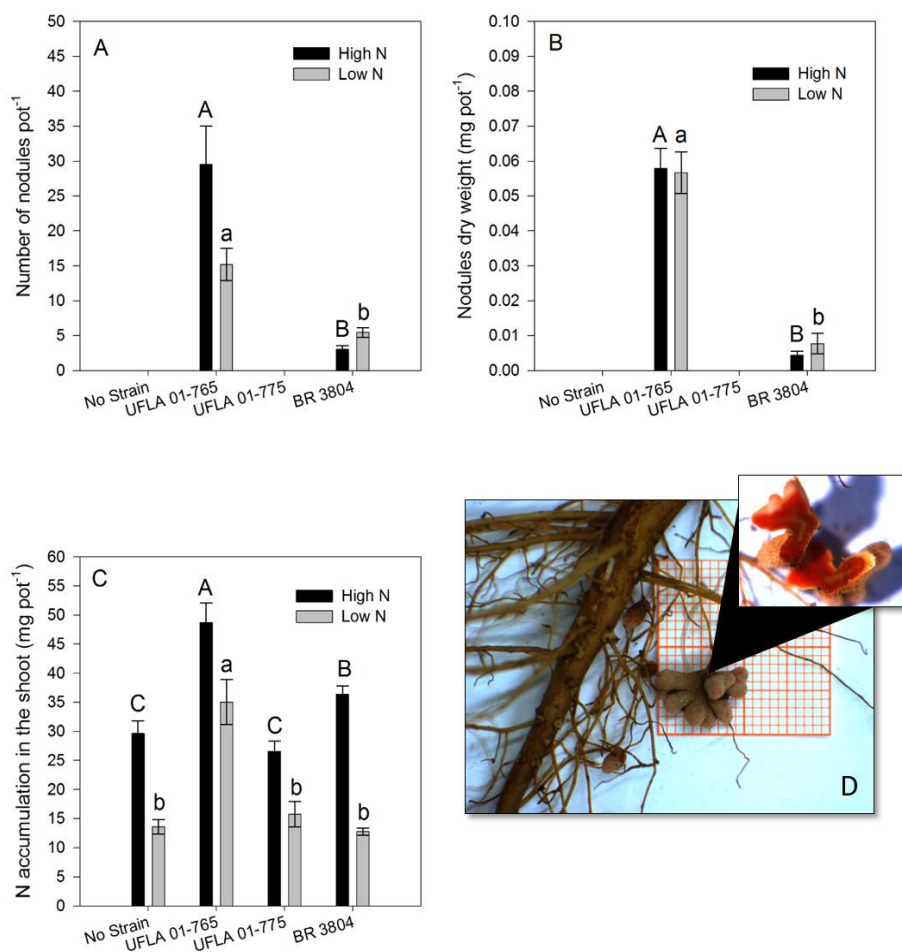 A
High N
Low N
Number of nodules pot-1
50
45
40
35
30
25
20
15
10
5
0
A
a
B
b
No Strain
UFLA 01-765
UFLA 01-775
BR 3804
B
High N
Low N
Nodules dry weight (mg pot-1)
0.10
0.09
0.08
0.07
0.06
0.05
0.04
0.03
0.02
0.01
0.00
A
a
B
b
No Strain
UFLA 01-765
UFLA 01-775
BR 3804
C
High N
Low N
N accumulation in the shoot (mg pot-1)
60
55
50
45
40
35
30
25
20
15
10
5
0
C
b
A
a
C
b
B
b
No Strain
UFLA 01-765
UFLA 01-775
BR 3804
D